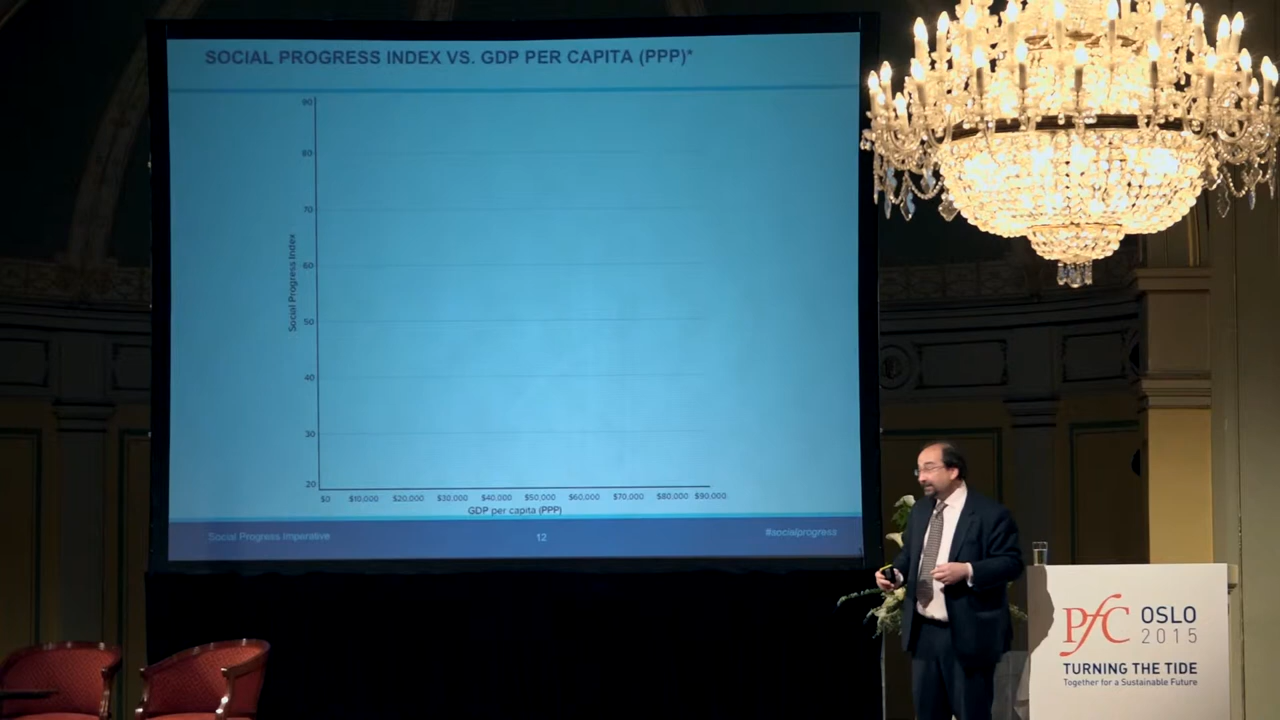 SOCIAL PROGRESS INDEX VS. GDP PER CAPITA (PPP)*
90
80
70
60
50
40
30
20
Social Progress Index
$0 $10,000 $20,000 $30,000 $40,000 $50,000 $60,000 $70,000 $80,000 $90,000
GDP per capita (PPP)
Social Progress Imperative 12 #socialprogress
PfC OSLO
2015
TURNING THE TIDE
Together for a Sustainable Future